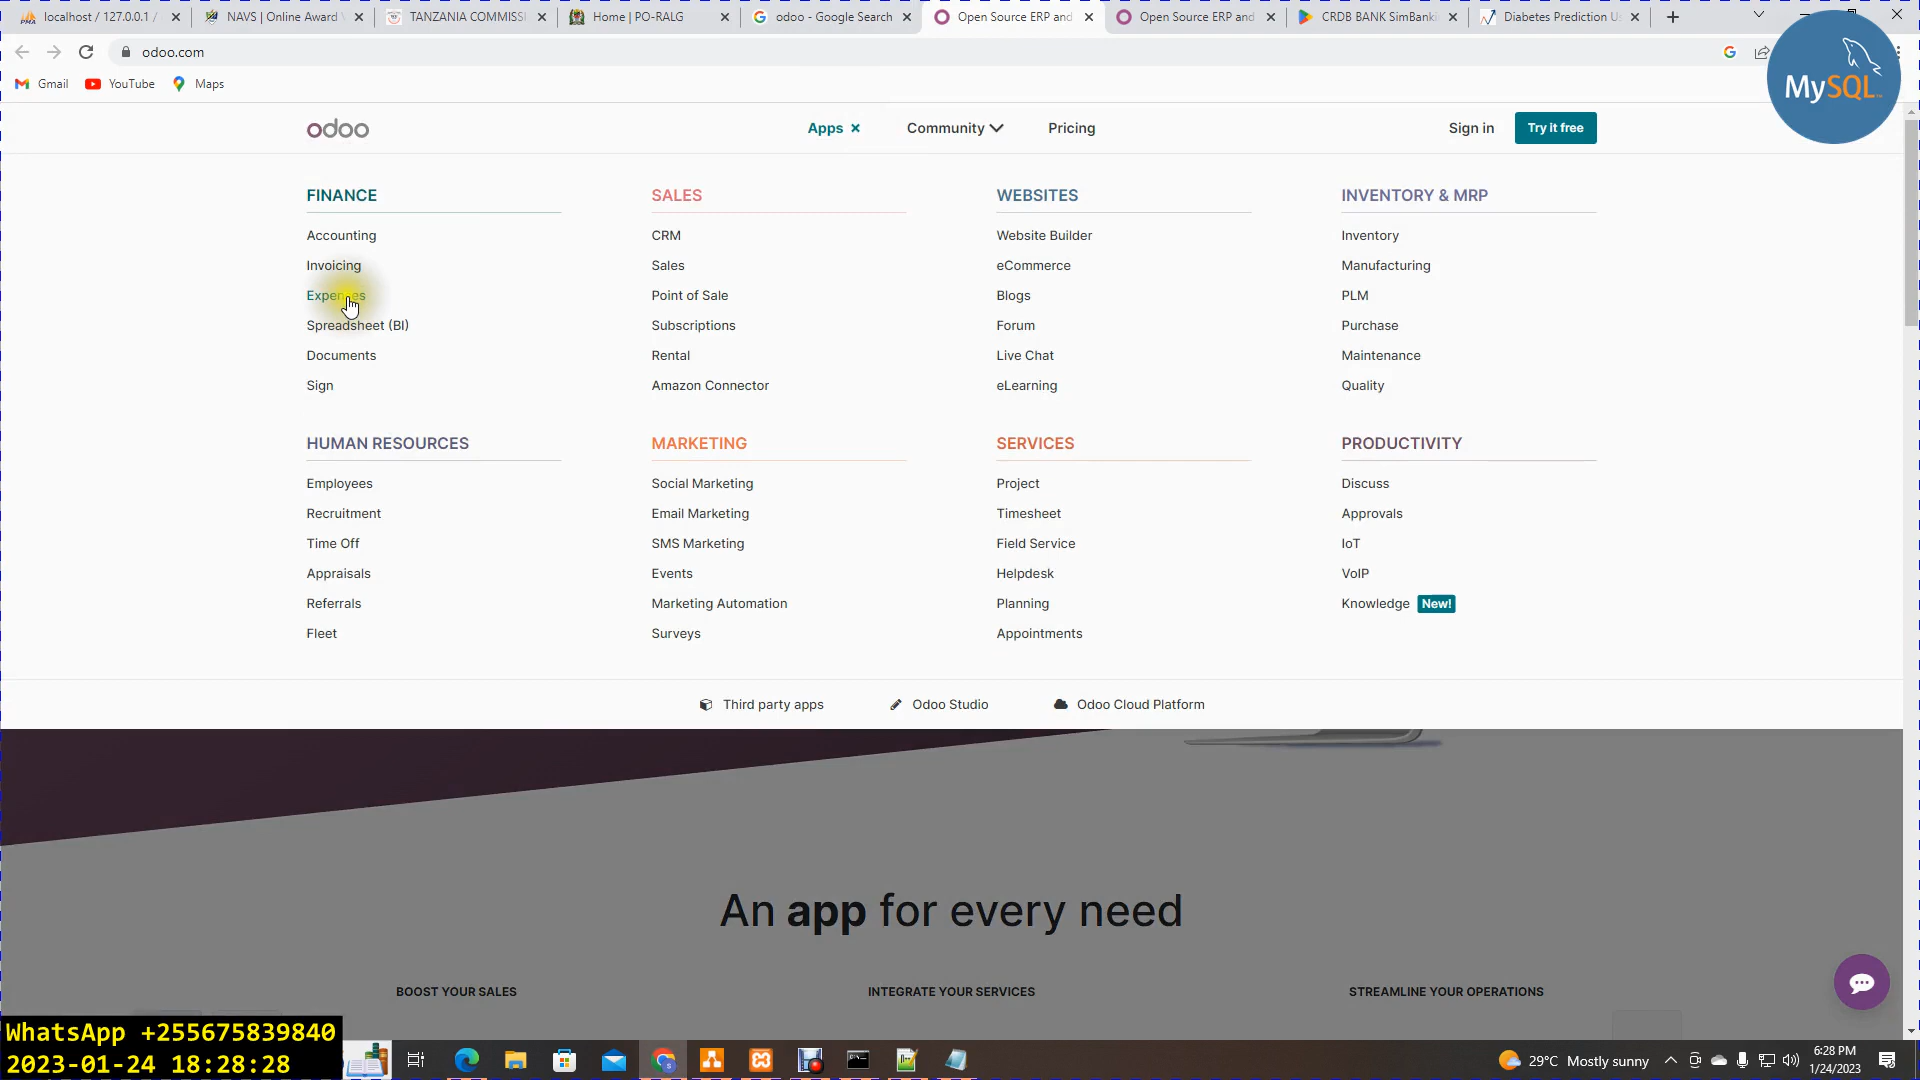 localhost / 127.0.0.1 /
NAVS | Online Award V
TANZANIA COMMISS
Home | PO-RALG
odoo - Google Search
Open Source ERP and
Open Source ERP and
CRDB BANK SimBank
Diabetes Prediction U
odoo.com
Gmail
YouTube
Maps
MySQL
odoo
Apps
Community
Pricing
Sign in
Try it free
FINANCE
Accounting
Invoicing
Expenses
Spreadsheet (BI)
Documents
Sign
SALES
CRM
Sales
Point of Sale
Subscriptions
Rental
Amazon Connector
WEBSITES
Website Builder
eCommerce
Blogs
Forum
Live Chat
eLearning
INVENTORY & MRP
Inventory
Manufacturing
PLM
Purchase
Maintenance
Quality
HUMAN RESOURCES
Employees
Recruitment
Time Off
Appraisals
Referrals
Fleet
MARKETING
Social Marketing
Email Marketing
SMS Marketing
Events
Marketing Automation
Surveys
SERVICES
Project
Timesheet
Field Service
Helpdesk
Planning
Appointments
PRODUCTIVITY
Discuss
Approvals
IoT
VoIP
Knowledge New!
Third party apps
Odoo Studio
Odoo Cloud Platform
An app for every need
BOOST YOUR SALES
INTEGRATE YOUR SERVICES
STREAMLINE YOUR OPERATIONS
WhatsApp +255675839840
2023-01-24 18:28:28
29°C Mostly sunny
6:28 PM
1/24/2023